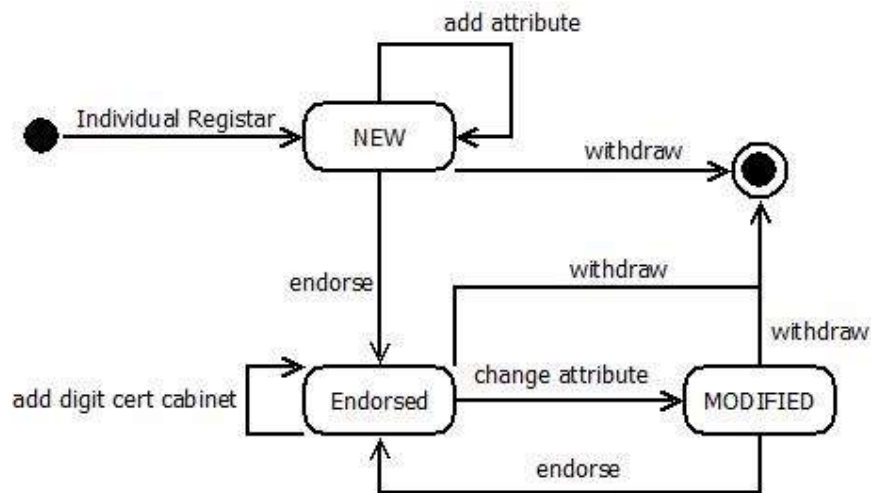 add attribute
Individual Registar
NEW
withdraw
endorse
withdraw
withdraw
add digit cert cabinet
Endorsed
change attribute
MODIFIED
endorse